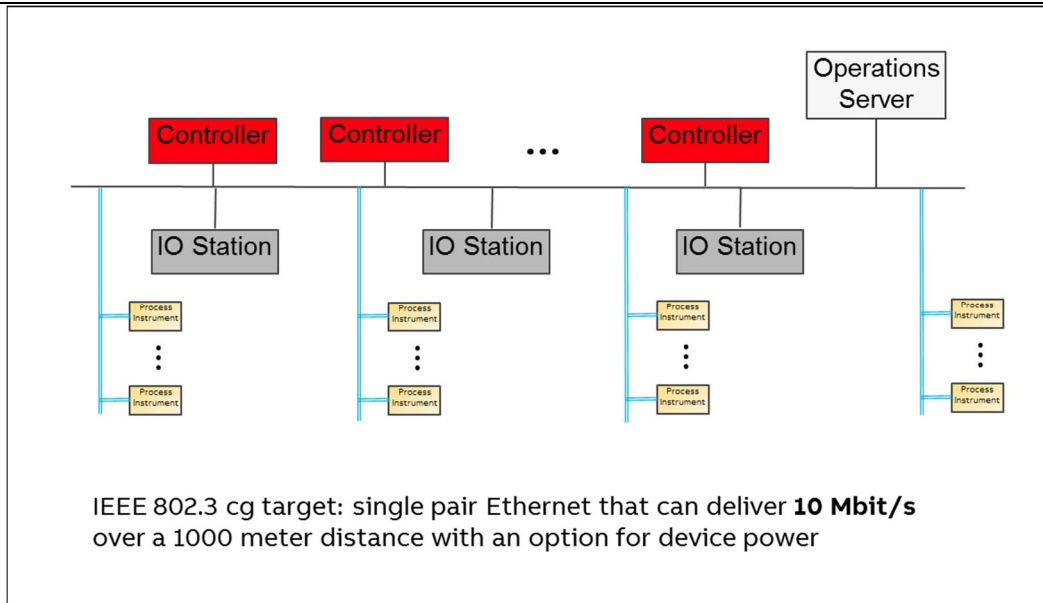 Operations
Server
Controller
Controller
...
Controller
IO Station
IO Station
IO Station
Process
Instrument
Process
Instrument
Process
Instrument
Process
Instrument
Process
Instrument
Process
Instrument
Process
Instrument
Process
Instrument
IEEE 802.3 cg target: single pair Ethernet that can deliver 10 Mbit/s
over a 1000 meter distance with an option for device power